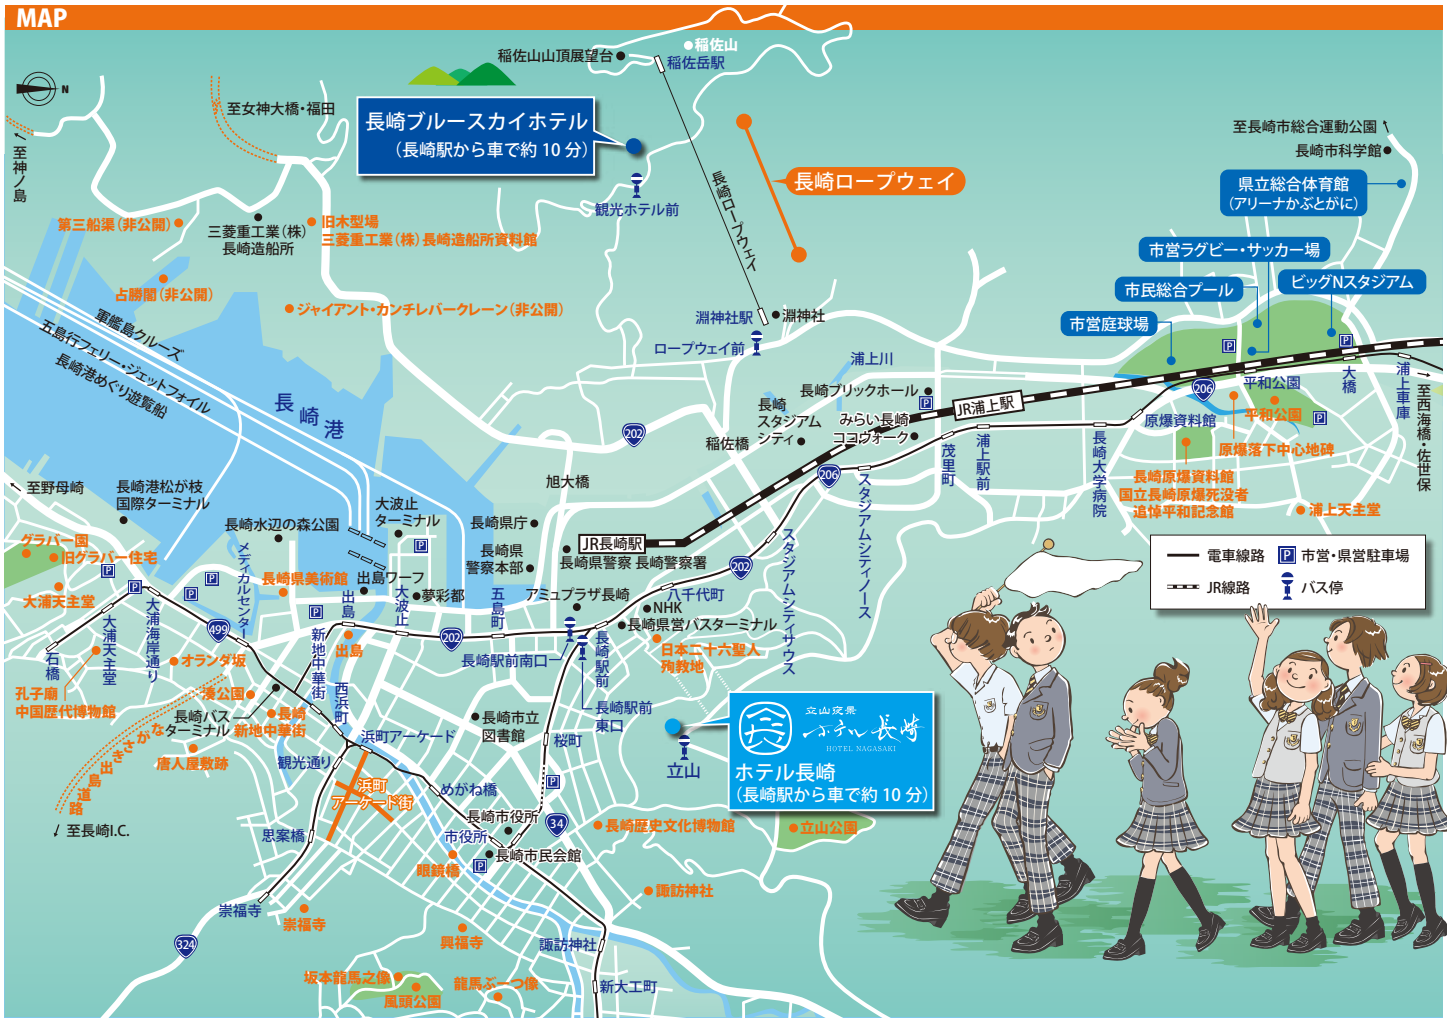 MAP
稲佐山山頂展望台
稲佐山
稲佐岳駅
N
至女神大橋・福田
至神ノ島
長崎ブルースカイホテル
（長崎駅から車で約10分）
観光ホテル前
長崎ロープウェイ
長崎ロープウェイ
至長崎市総合運動公園
長崎市科学館
県立総合体育館
（アリーナかぶとがに）
市営ラグビー・サッカー場
市民総合プール
ビッグNスタジアム
市営庭球場
第三船渠（非公開）
三菱重工業（株）
長崎造船所
旧木型場
三菱重工業（株）長崎造船所資料館
占勝閣（非公開）
ジャイアント・カンチレバークレーン（非公開）
軍艦島クルーズ
五島行フェリー・ジェットフォイル
長崎港めぐり遊覧船
長崎港
淵神社駅
淵神社
ロープウェイ前
浦上川
長崎ブリックホール
長崎
スタジアム
シティ
みらい長崎
ココウォーク
JR浦上駅
稲佐橋
旭大橋
202
206
206
茂里町
浦上駅前
長崎大学病院
原爆資料館
平和公園
平和公園
大橋
浦上車庫
至西海橋・佐世保
原爆落下中心地碑
長崎原爆資料館
国立長崎原爆死没者
追悼平和記念館
浦上天主堂
至野母崎
長崎港松が枝
国際ターミナル
長崎水辺の森公園
大波止
ターミナル
長崎県庁
長崎県
警察本部
JR長崎駅
長崎県警察 長崎警察署
グラバー園
旧グラバー住宅
大浦天主堂
メディカルセンター
長崎県美術館
出島ワーフ
夢彩都
アミュプラザ長崎
NHK
長崎県営バスターミナル
八千代町
スタジアムシティサウス
スタジアムシティノース
202
日本二十六聖人
殉教地
石橋
大浦天主堂
大浦海岸通り
499
新地中華街
出島
出島
大波止
202
五島町
長崎駅前南口
長崎駅前
長崎駅前
東口
孔子廟
中国歴代博物館
オランダ坂
湊公園
長崎バス
ターミナル
長崎
新地中華街
唐人屋敷跡
西浜町
浜町アーケード
観光通り
浜町
アーケード街
長崎市立
図書館
桜町
めがね橋
市役所
長崎市役所
長崎市民会館
34
眼鏡橋
立山
立山夜景
ホテル長崎
HOTEL NAGASAKI
ホテル長崎
（長崎駅から車で約10分）
長崎歴史文化博物館
立山公園
諏訪神社
ながさき出島道路
至長崎I.C.
思案橋
崇福寺
崇福寺
324
興福寺
諏訪神社
新大工町
坂本龍馬之像
風頭公園
龍馬ぶーつ像
電車線路
P 市営・県営駐車場
JR線路
バス停